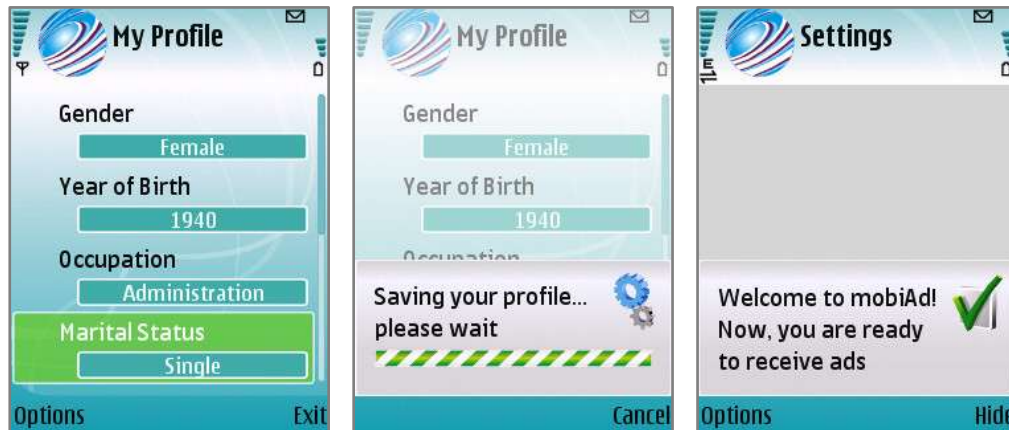 My Profile
Gender
Female
Year of Birth
1940
Occupation
Administration
Marital Status
Single
Options
Exit
My Profile
Gender
Female
Year of Birth
1940
Occupation
Saving your profile...
please wait
Cancel
Settings
E
Welcome to mobiAd!
Now, you are ready
to receive ads
Options
Hide